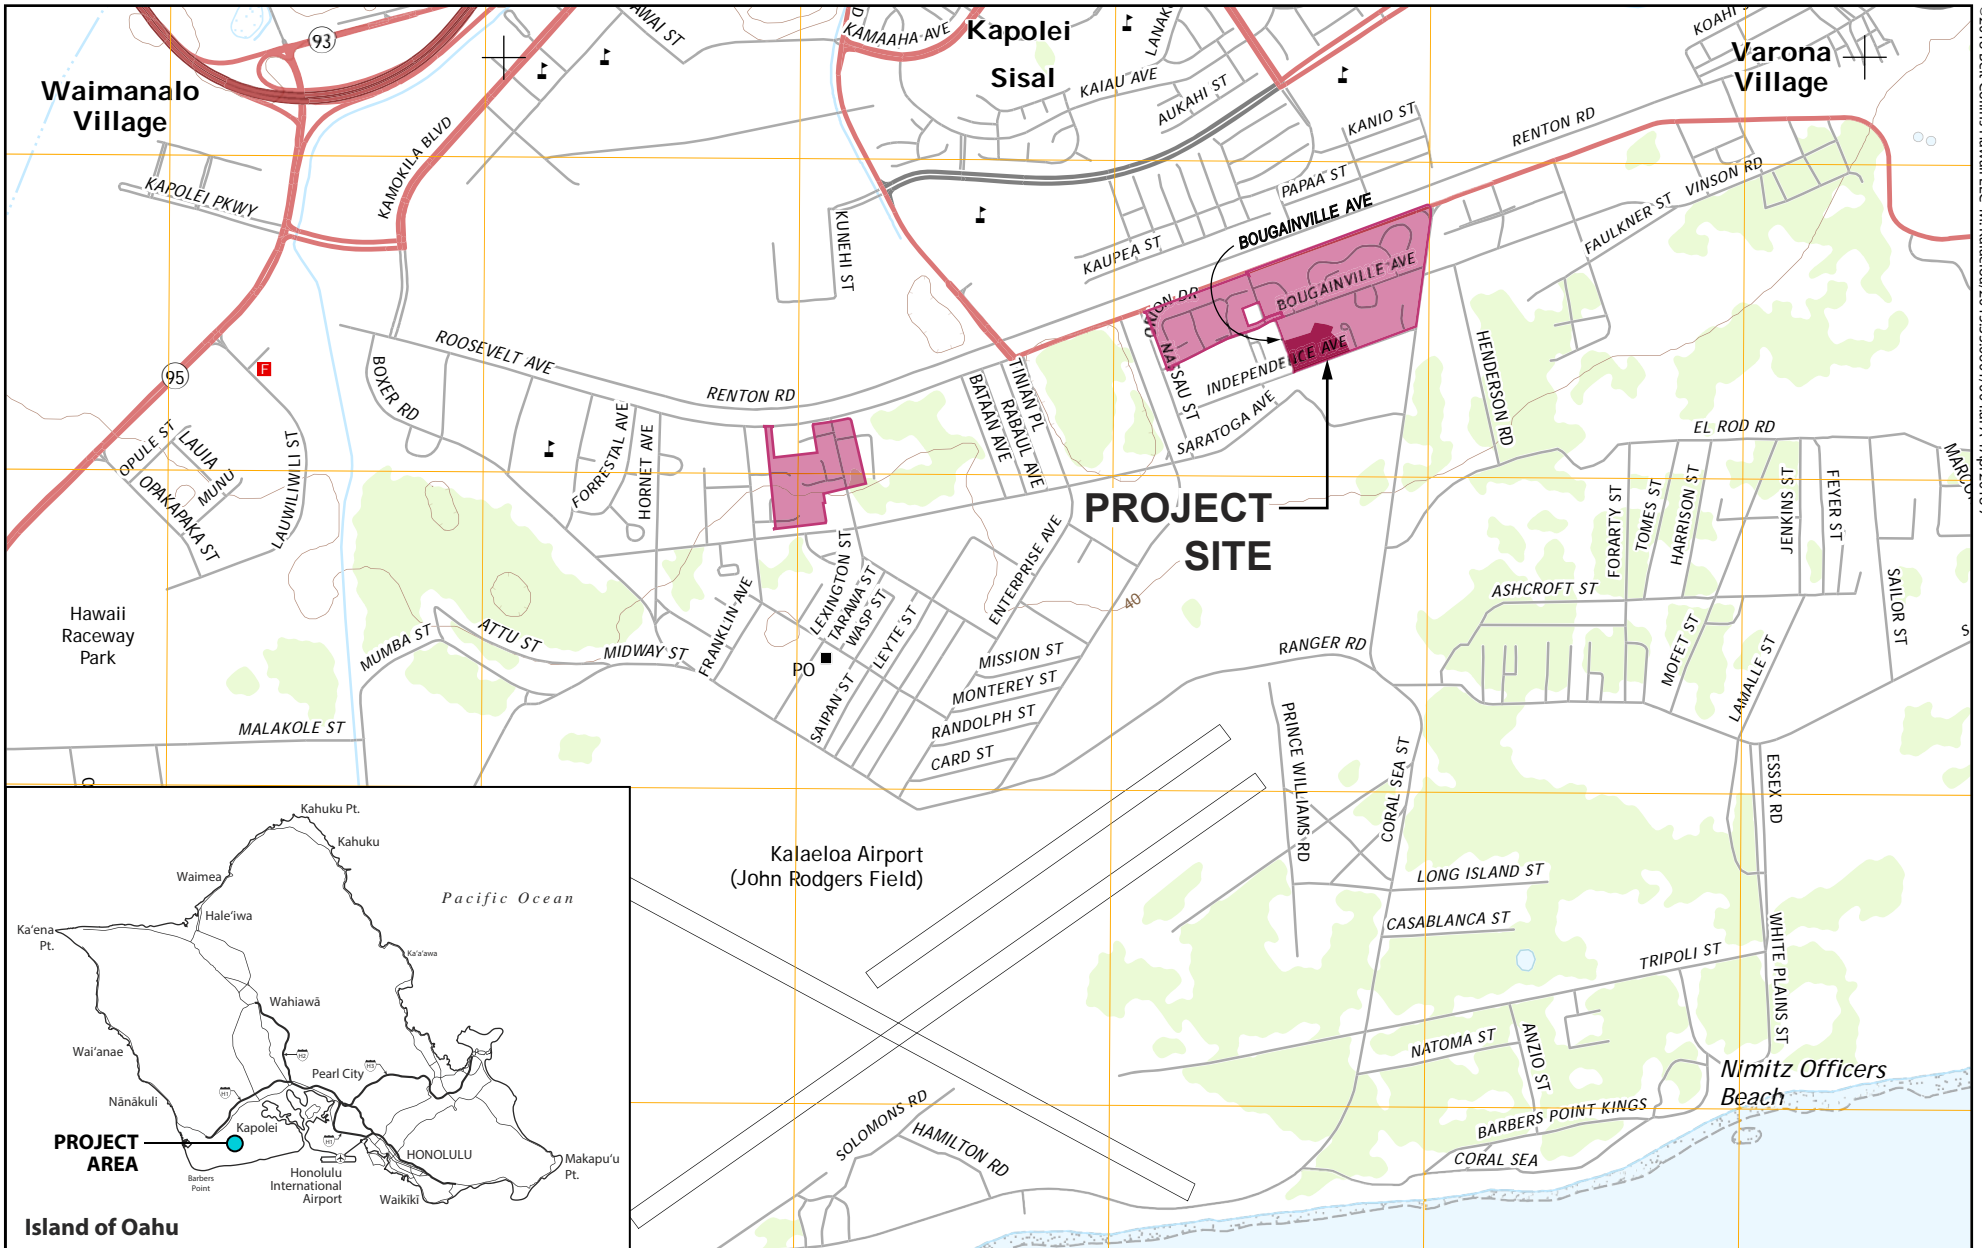 93
Waimanalo
Village
KAPOLEI PKWY
KAMOKILA BLVD
KAMAAHA AVE
Kapolei
Sisal
KAIAU AVE
AUKAHI ST
KANIO ST
PAPAA ST
KAUPEA ST
RENTON RD
Varona
Village
VINSON RD
FAULKNER ST
KUNEHI ST
BOUGAINVILLE AVE
BOUGAINVILLE AVE
INDEPENDENCE AVE
NASSAU ST
SARATOGA AVE
HENDERSON RD
95
F
ROOSEVELT AVE
RENTON RD
BOXER RD
FORRESTAL AVE
HORNET AVE
BATAAN AVE
TINIAN PL
RABAUL AVE
OPULE ST
LAUIA
MUNU
OPAKAPAKA ST
LAUWILIWILI ST
PROJECT
SITE
EL ROD RD
FORARTY ST
TOMES ST
HARRISON ST
JENKINS ST
FEYER ST
SAILOR ST
ASHCROFT ST
MOFET ST
LAMALLE ST
Hawaii
Raceway
Park
MUMBA ST
ATTU ST
MIDWAY ST
FRANKLIN AVE
LEXINGTON ST
TARAWA ST
WASP ST
LEYTE ST
SAIPAN ST
PO
ENTERPRISE AVE
MISSION ST
MONTEREY ST
RANDOLPH ST
CARD ST
40
RANGER RD
PRINCE WILLIAMS RD
CORAL SEA ST
MALAKOLE ST
ESSEX RD
Kalaeloa Airport
(John Rodgers Field)
LONG ISLAND ST
CASABLANCA ST
TRIPOLI ST
WHITE PLAINS ST
NATOMA ST
ANZIO ST
Nimitz Officers
Beach
BARBERS POINT KINGS
CORAL SEA
SOLOMONS RD
HAMILTON RD
Kahuku Pt.
Kahuku
Waimea
Pacific Ocean
Hale‘iwa
Ka‘ena
Pt.
Ka‘a‘awa
Wahiawā
Wai‘anae
H2
Pearl City
H3
H1
Nānākuli
Kapolei
PROJECT
AREA
H1
HONOLULU
Makapu‘u
Pt.
Barbers
Point
Honolulu
International
Airport
Waikīkī
Island of Oahu